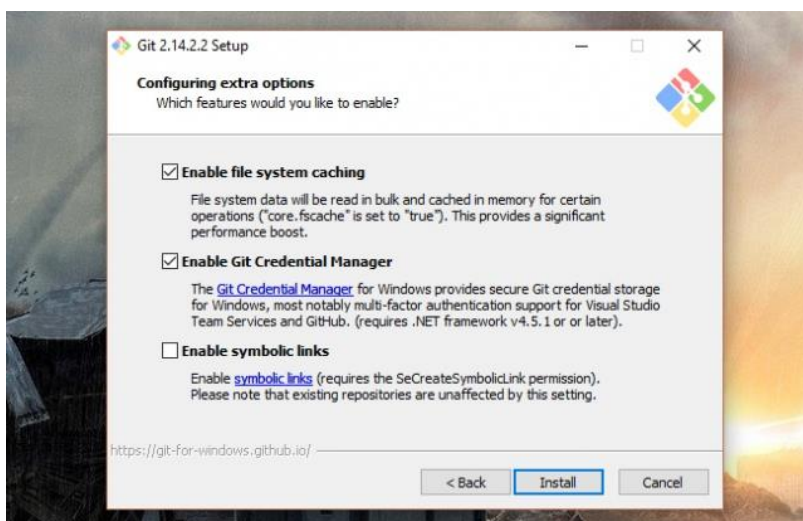 Git 2.14.2.2 Setup
Configuring extra options
Which features would you like to enable?
Enable file system caching
File system data will be read in bulk and cached in memory for certain
operations ("core.fscache" is set to "true"). This provides a significant
performance boost.
Enable Git Credential Manager
The Git Credential Manager for Windows provides secure Git credential storage
for Windows, most notably multi-factor authentication support for Visual Studio
Team Services and GitHub. (requires .NET framework v4.5.1 or or later).
Enable symbolic links
Enable symbolic links (requires the SeCreateSymbolicLink permission).
Please note that existing repositories are unaffected by this setting.
https://git-for-windows.github.io/
< Back Install Cancel